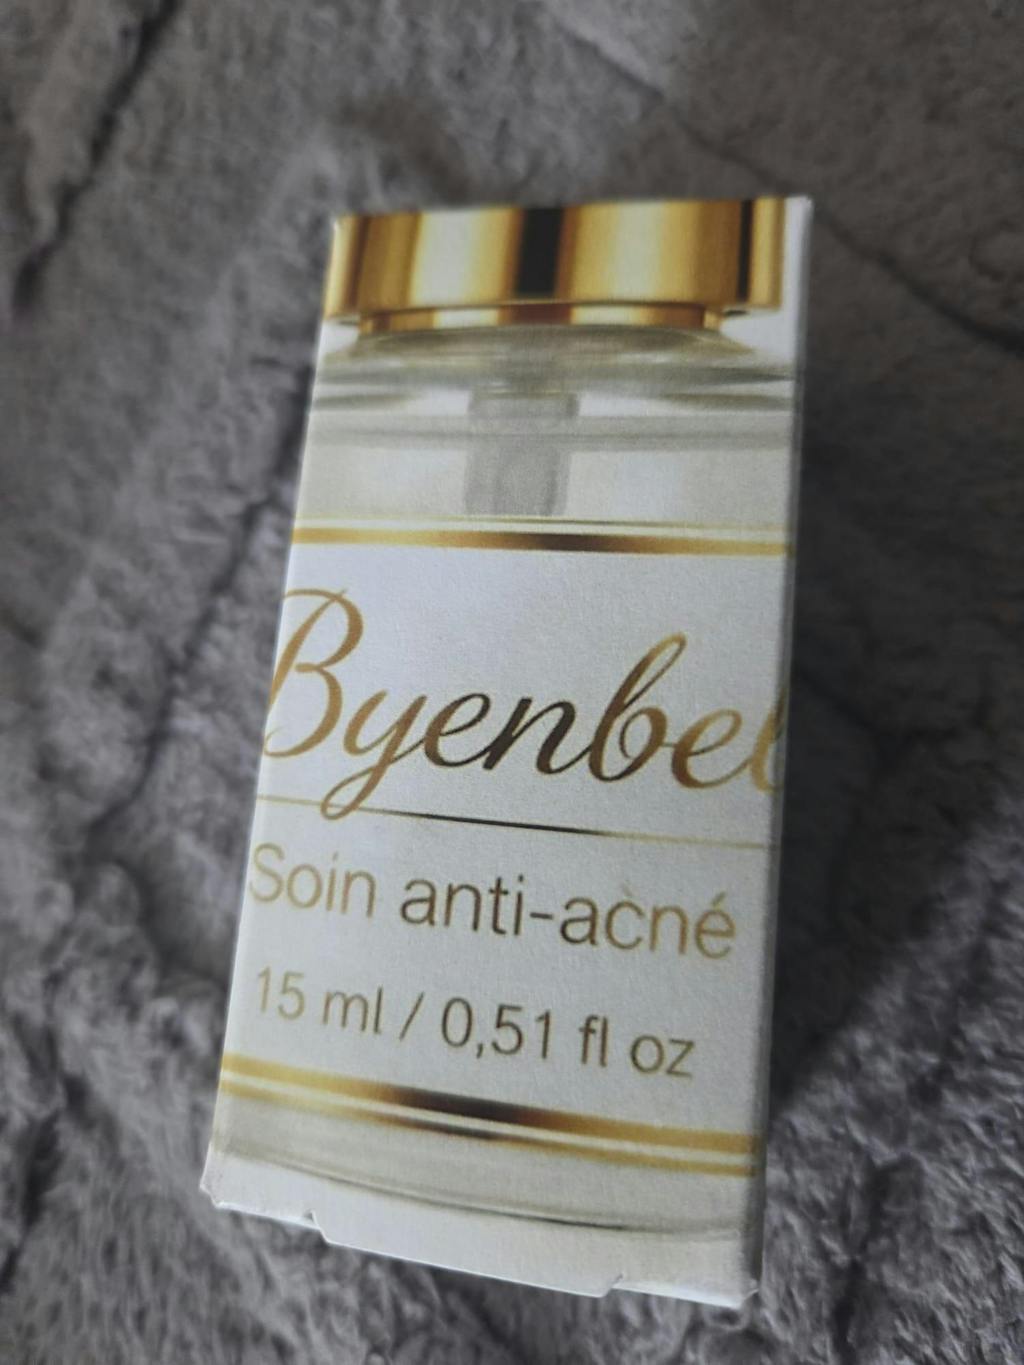 Byenbel
Soin anti-acné
15 ml / 0,51 fl oz